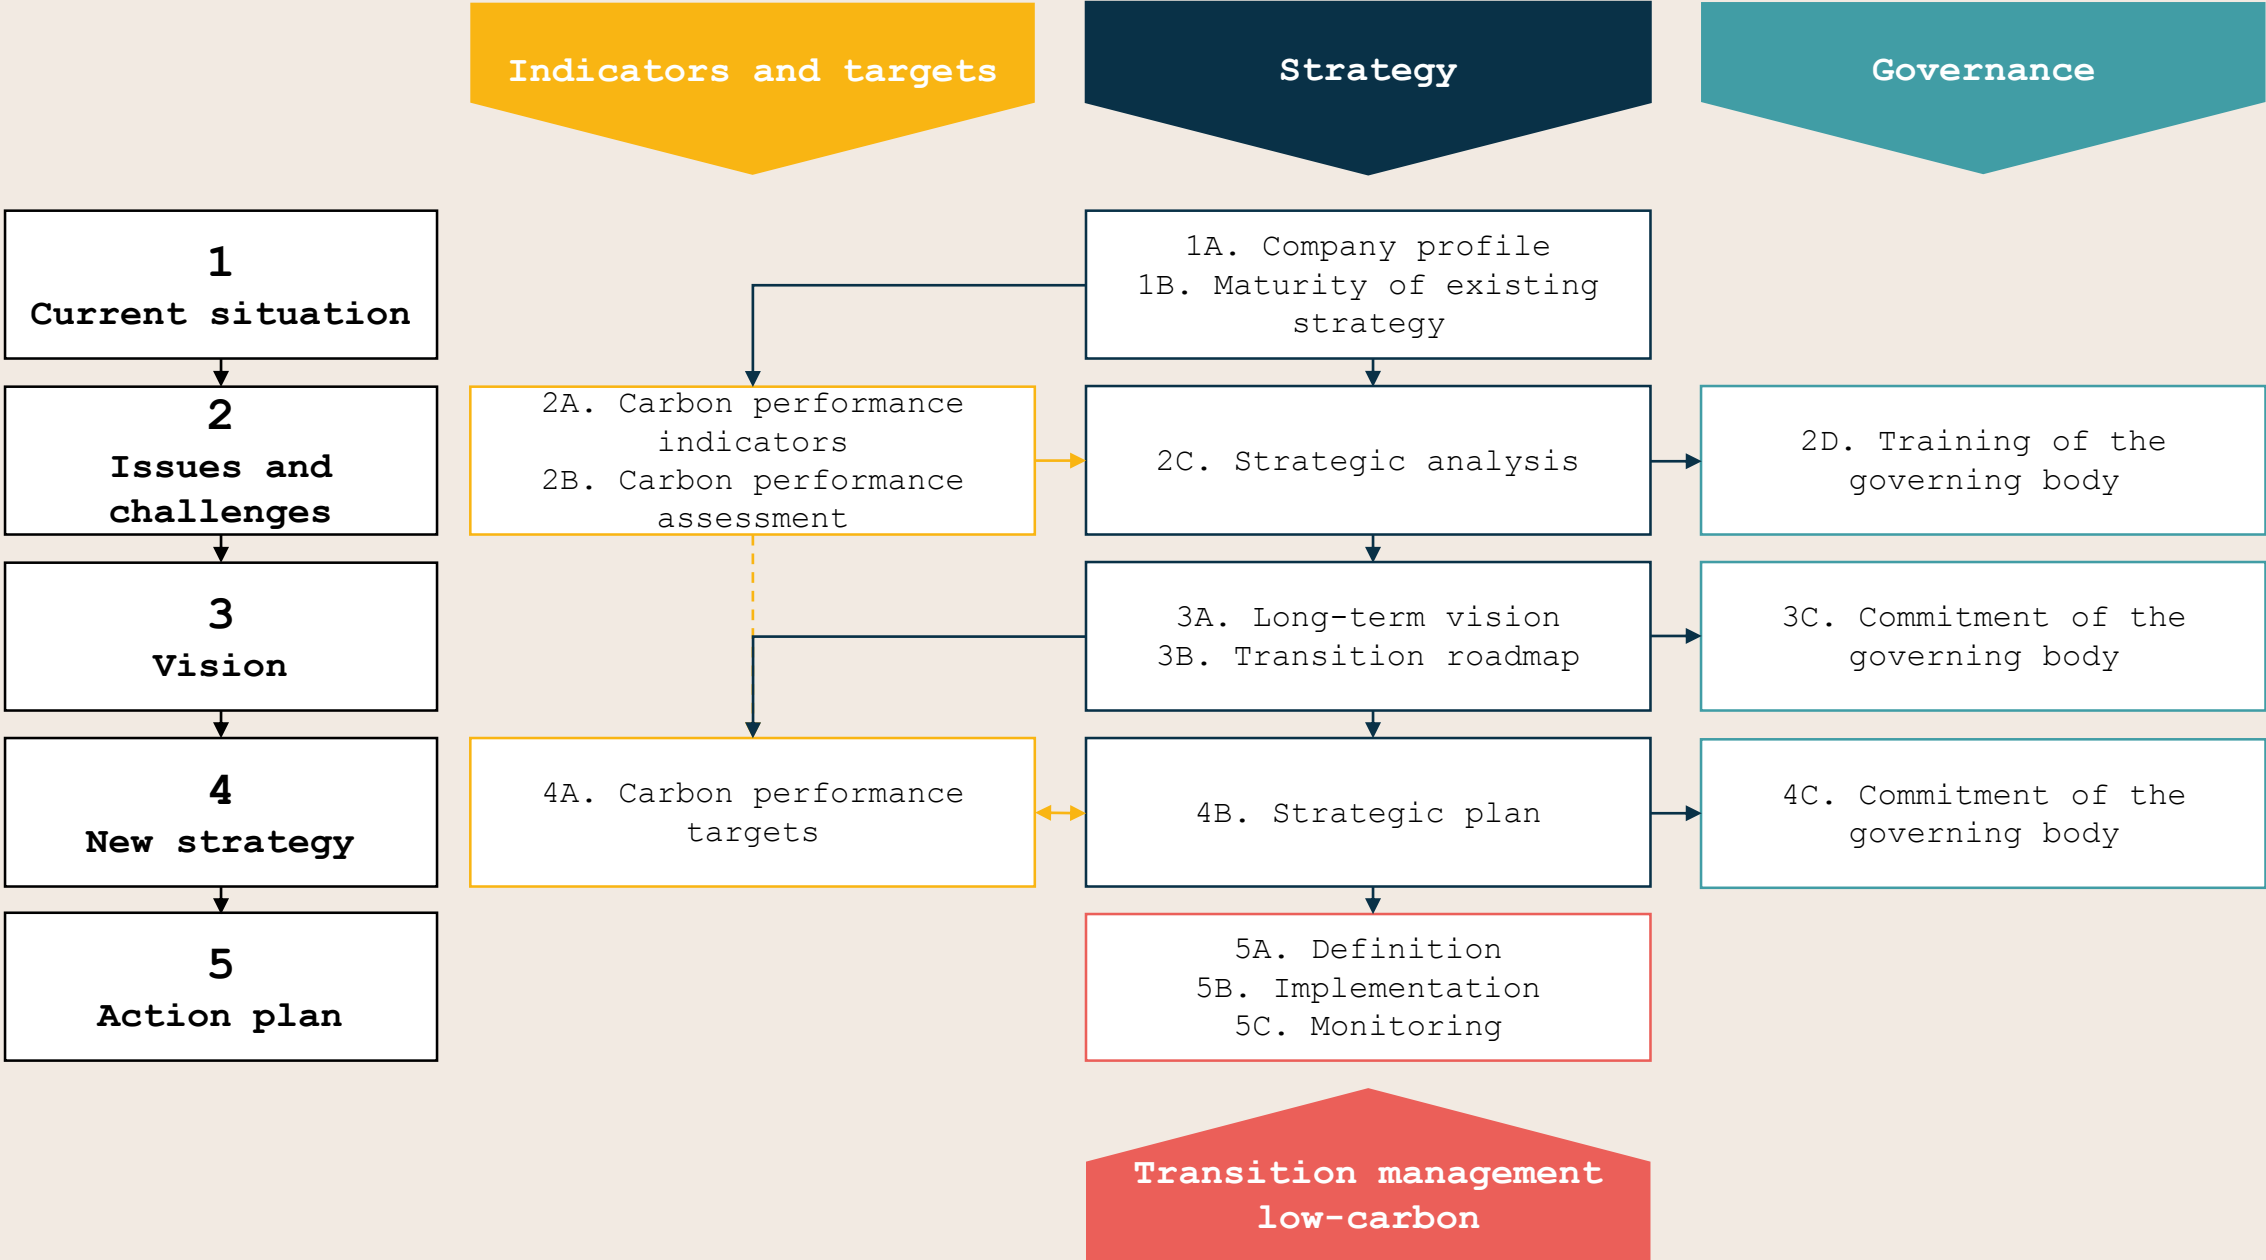 Indicators and targets
Strategy
Governance
1
Current situation
1A. Company profile
1B. Maturity of existing
strategy
2
Issues and
challenges
2A. Carbon performance
indicators
2B. Carbon performance
assessment
2C. Strategic analysis
2D. Training of the
governing body
3
Vision
3A. Long-term vision
3B. Transition roadmap
3C. Commitment of the
governing body
4
New strategy
4A. Carbon performance
targets
4B. Strategic plan
4C. Commitment of the
governing body
5
Action plan
5A. Definition
5B. Implementation
5C. Monitoring
Transition management
low-carbon